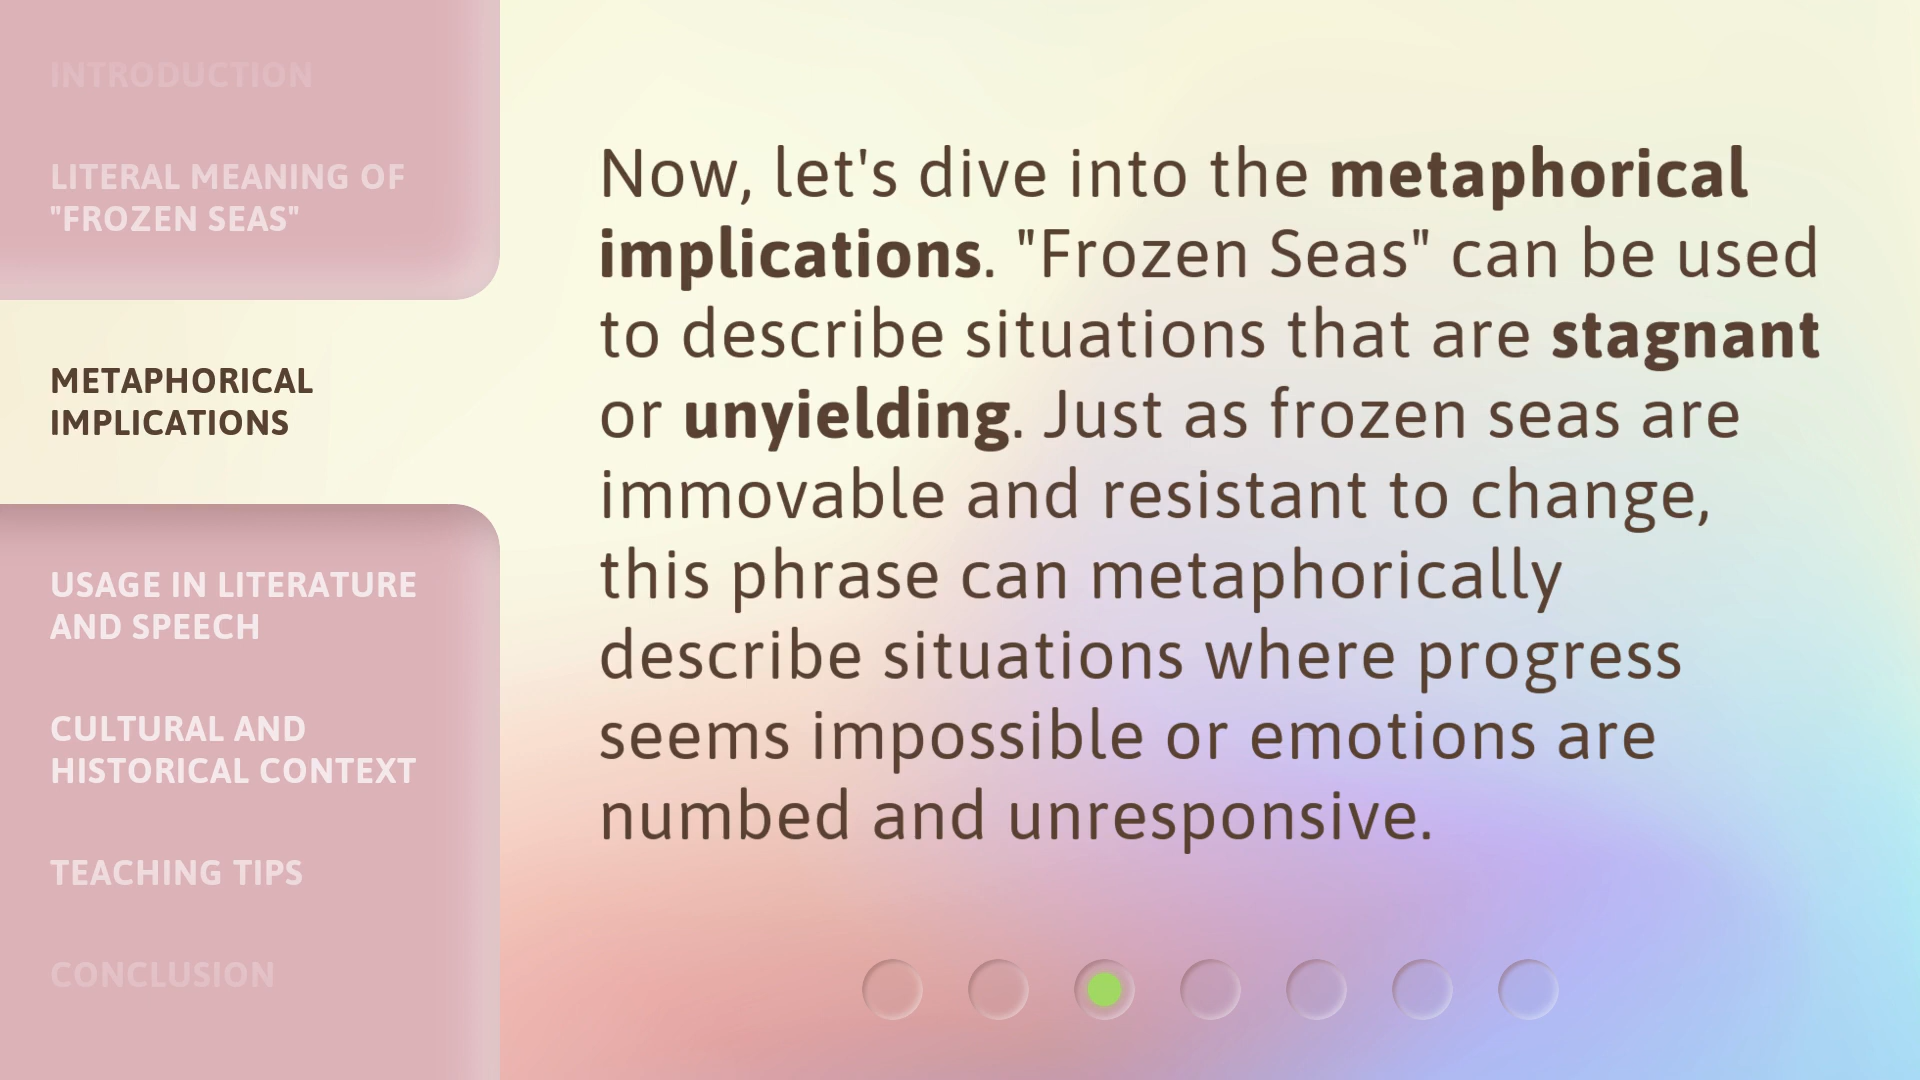 INTRODUCTION
LITERAL MEANING OF
"FROZEN SEAS"
METAPHORICAL
IMPLICATIONS
USAGE IN LITERATURE
AND SPEECH
CULTURAL AND
HISTORICAL CONTEXT
TEACHING TIPS
CONCLUSION
Now, let's dive into the metaphorical
implications. "Frozen Seas" can be used
to describe situations that are stagnant
or unyielding. Just as frozen seas are
immovable and resistant to change,
this phrase can metaphorically
describe situations where progress
seems impossible or emotions are
numbed and unresponsive.